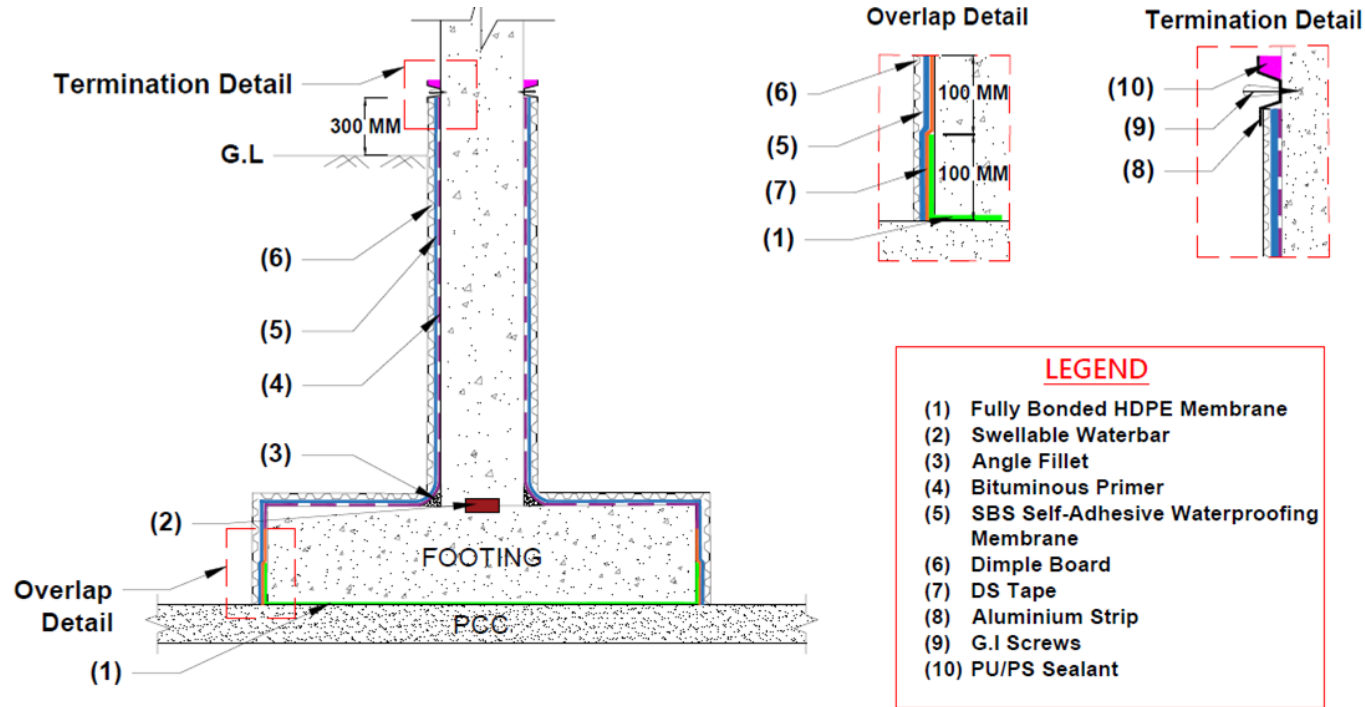 Overlap Detail
Termination Detail
Termination Detail
300 MM
G.L
(6)
(5)
(4)
(3)
(2)
FOOTING
Overlap
Detail
PCC
(1)
(6)
100 MM
(5)
100 MM
(7)
(1)
(10)
(9)
(8)
LEGEND
(1) Fully Bonded HDPE Membrane
(2) Swellable Waterbar
(3) Angle Fillet
(4) Bituminous Primer
(5) SBS Self-Adhesive Waterproofing
Membrane
(6) Dimple Board
(7) DS Tape
(8) Aluminium Strip
(9) G.I Screws
(10) PU/PS Sealant